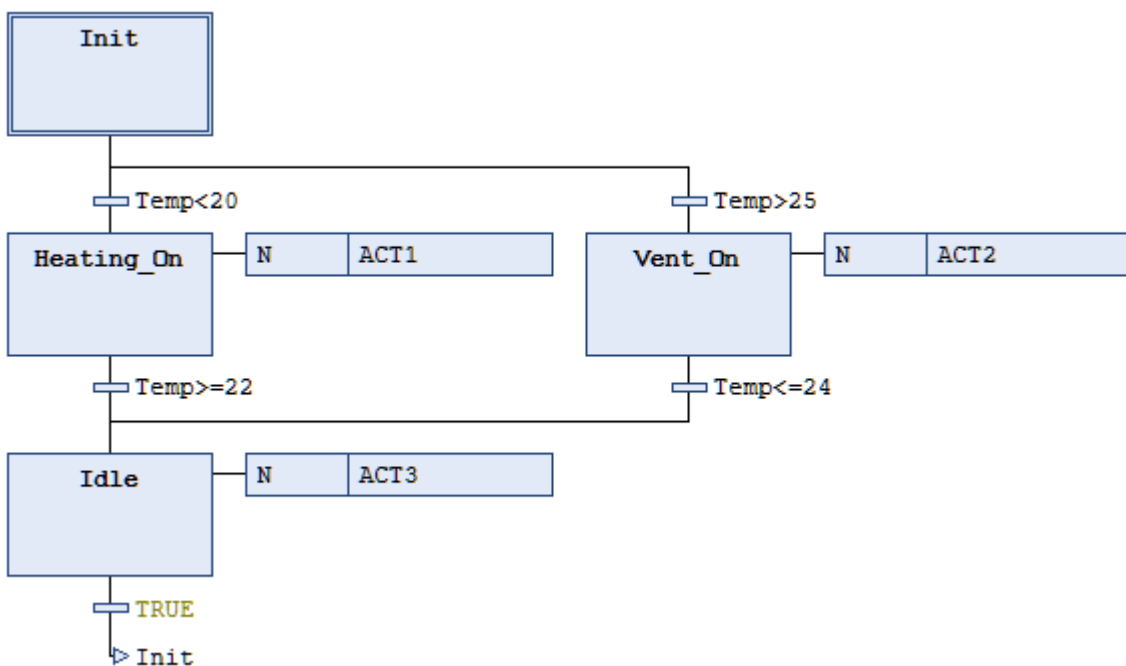 Init
Temp<20 Temp>25
Heating_On N ACT1 Vent_On N ACT2
Temp>=22 Temp<=24
Idle N ACT3
TRUE
Init